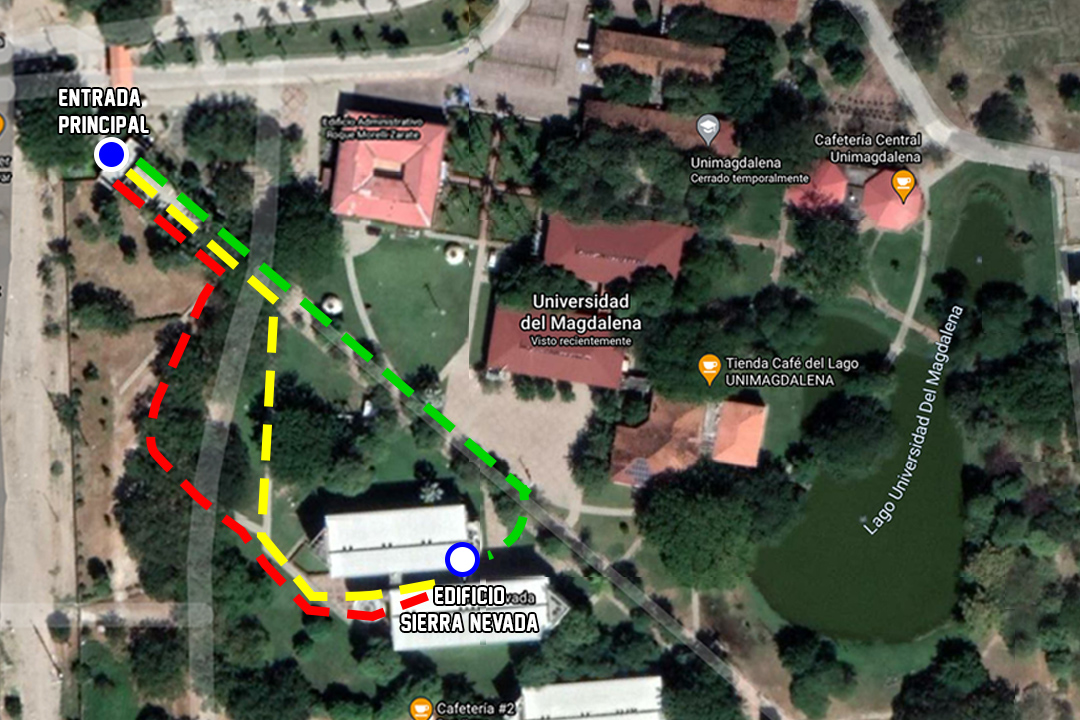 ENTRADA
PRINCIPAL
Edificio Administrativo
Roque Morelli Zarate
Unimagdalena
Cerrado temporalmente
Cafetería Central
Unimagdalena
Universidad
del Magdalena
Visto recientemente
Tienda Café del Lago
UNIMAGDALENA
Lago Universidad Del Magdalena
EDIFICIO
SIERRA NEVADA
Cafetería #2